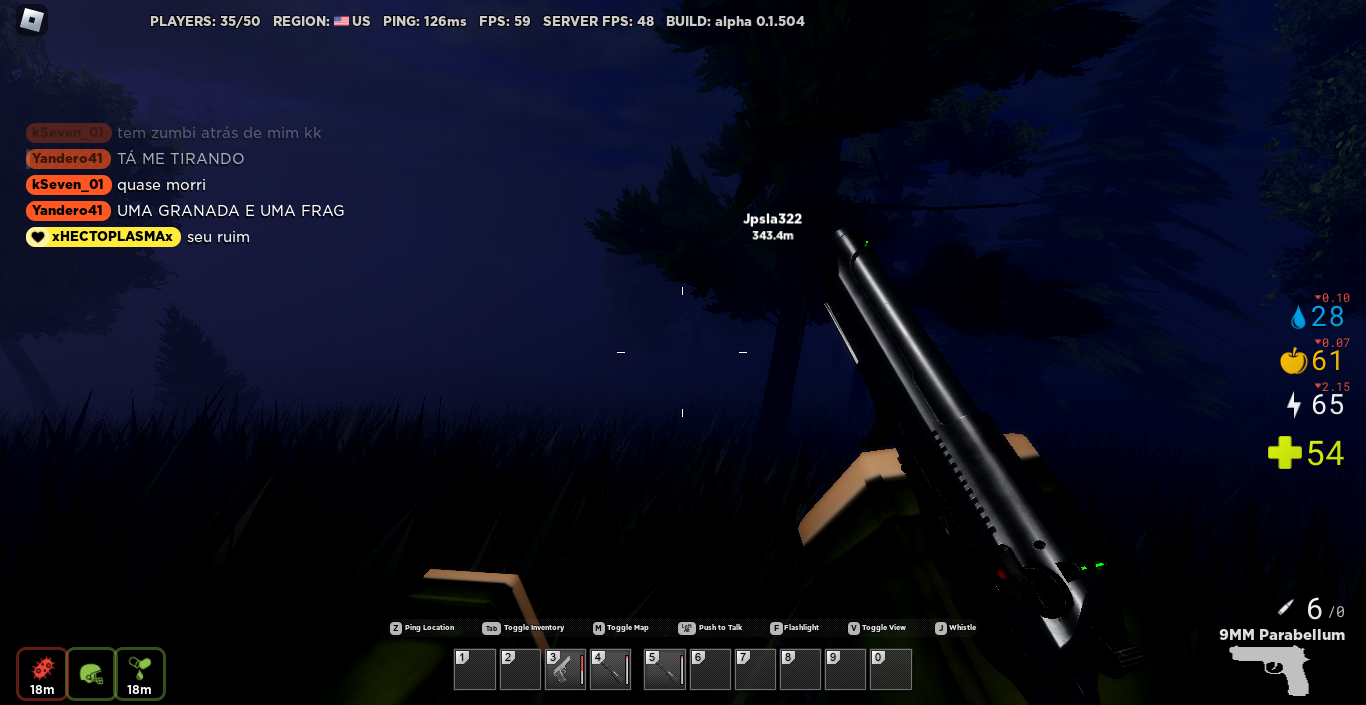 PLAYERS: 35/50 REGION: US PING: 126ms FPS: 59 SERVER FPS: 48 BUILD: alpha 0.1.504
kSeven_01 tem zumbi atrás de mim kk
Yandero41 TÁ ME TIRANDO
kSeven_01 quase morri
Yandero41 UMA GRANADA E UMA FRAG
xHECTOPLASMAx seu ruim
Jpsla322
343.4m
0.10
28
0.07
61
2.15
65
54
6 /0
9MM Parabellum
Z Ping Location Tab Toggle Inventory M Toggle Map Left Alt Push to Talk F Flashlight V Toggle View J Whistle
1 2 3 4 5 6 7 8 9 0
18m 18m